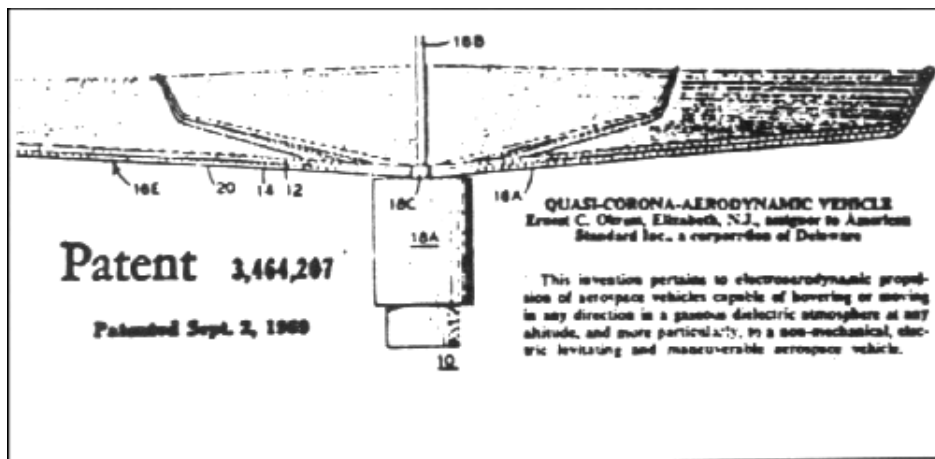 18B
16E
20
14
12
18C
16A
18A
10
QUASI-CORONA-AERODYNAMIC VEHICLE
Ernest C. Okress, Elizabeth, N.J., assignor to American
Standard Inc., a corporation of Delaware
Patent 3,464,207
Patented Sept. 2, 1969
This invention pertains to electroaerodynamic propul-
sion of aerospace vehicles capable of hovering or moving
in any direction in a gaseous dielectric atmosphere at any
altitude, and more particularly, to a non-mechanical, elec-
tric levitating and maneuverable aerospace vehicle.